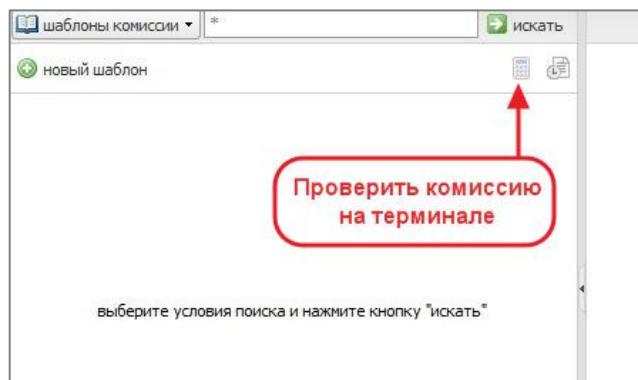 шаблоны комиссии * искать
новый шаблон
Проверить комиссию
на терминале
выберите условия поиска и нажмите кнопку "искать"